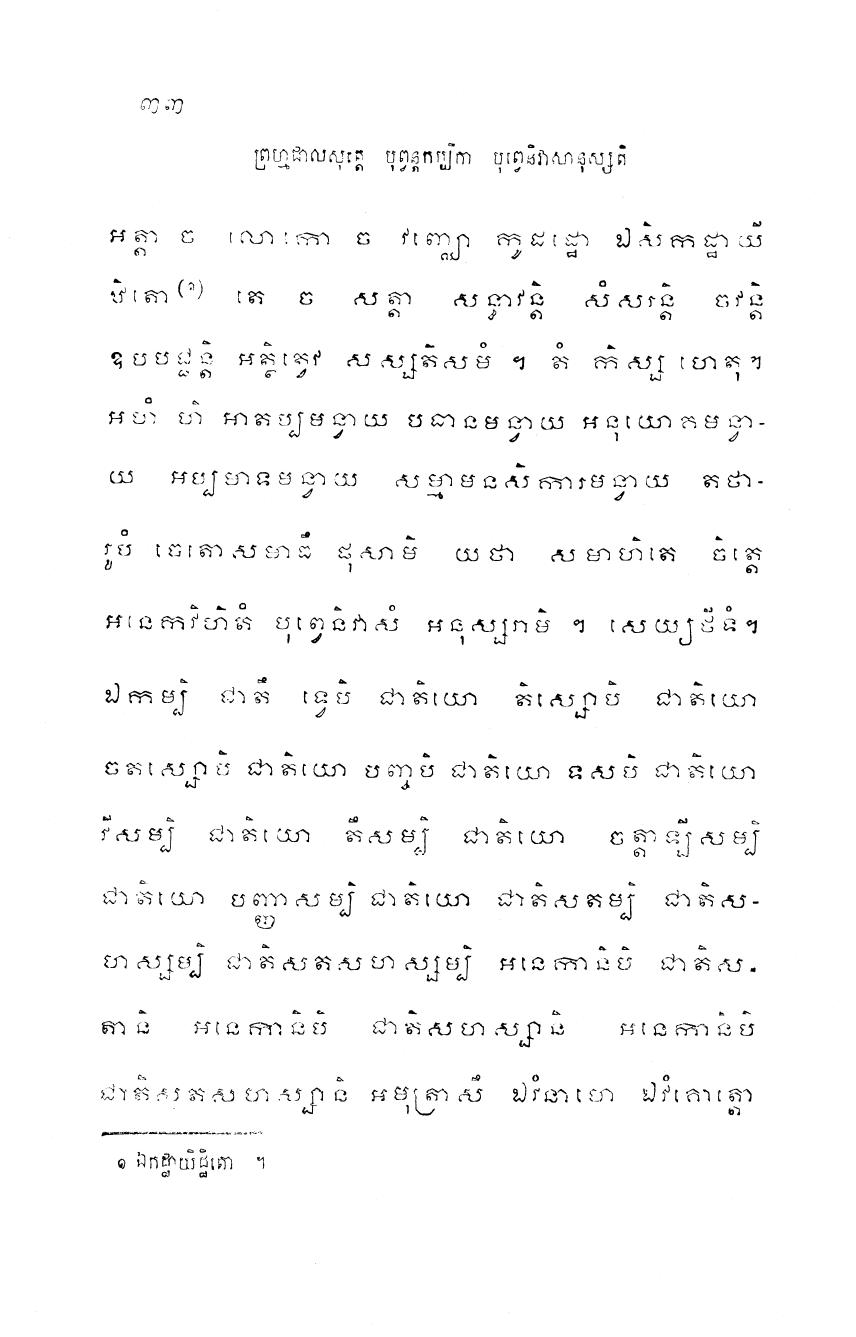 ៣៣
ព្រហ្មជាលសុត្តេ បុព្វន្តកប្បិកា បុព្វេនិវាសានុស្សតិ
អត្តា ច លោកោ ច វញ្ឈោ កូដដ្ឋោ ឯសិកដ្ឋាយី
ឋិតោ(១) តេ ច សត្តា សន្ធាវន្តិ សំសរន្តិ ចវន្តិ
ឧបបជ្ជន្តិ អត្ថិត្វេវ សស្សតិសមំ ។ តំ កិស្ស ហេតុ។
អហំ ហិ អាតប្បមន្វាយ បធានមន្វាយ អនុយោគមន្វា-
យ អប្បមាទមន្វាយ សម្មាមនសិការមន្វាយ តថា-
រូបំ ចេតោសមាធឹ ផុសាមិ យថា សមាហិតេ ចិត្តេ
អនេកវិហិតំ បុព្វេនិវាសំ អនុស្សរាមិ ។ សេយ្យថីទំ។
ឯកម្បិ ជាតឹ ទ្វេបិ ជាតិយោ តិស្សោបិ ជាតិយោ
ចតស្សោបិ ជាតិយោ បញ្ចបិ ជាតិយោ ទសបិ ជាតិយោ
វីសម្បិ ជាតិយោ តឹសម្បិ ជាតិយោ ចត្តាឡីសម្បិ
ជាតិយោ បញ្ញាសម្បិ ជាតិយោ ជាតិសតម្បិ ជាតិស-
ហស្សម្បិ ជាតិសតសហស្សម្បិ អនេកានិបិ ជាតិស-
តានិ អនេកានិបិ ជាតិសហស្សានិ អនេកានិបិ
ជាតិសតសហស្សានិ អមុត្រាសឹ ឯវំនាមោ ឯវំគោត្តោ
១ ឯកដ្ឋាយិដ្ឋិតោ ។